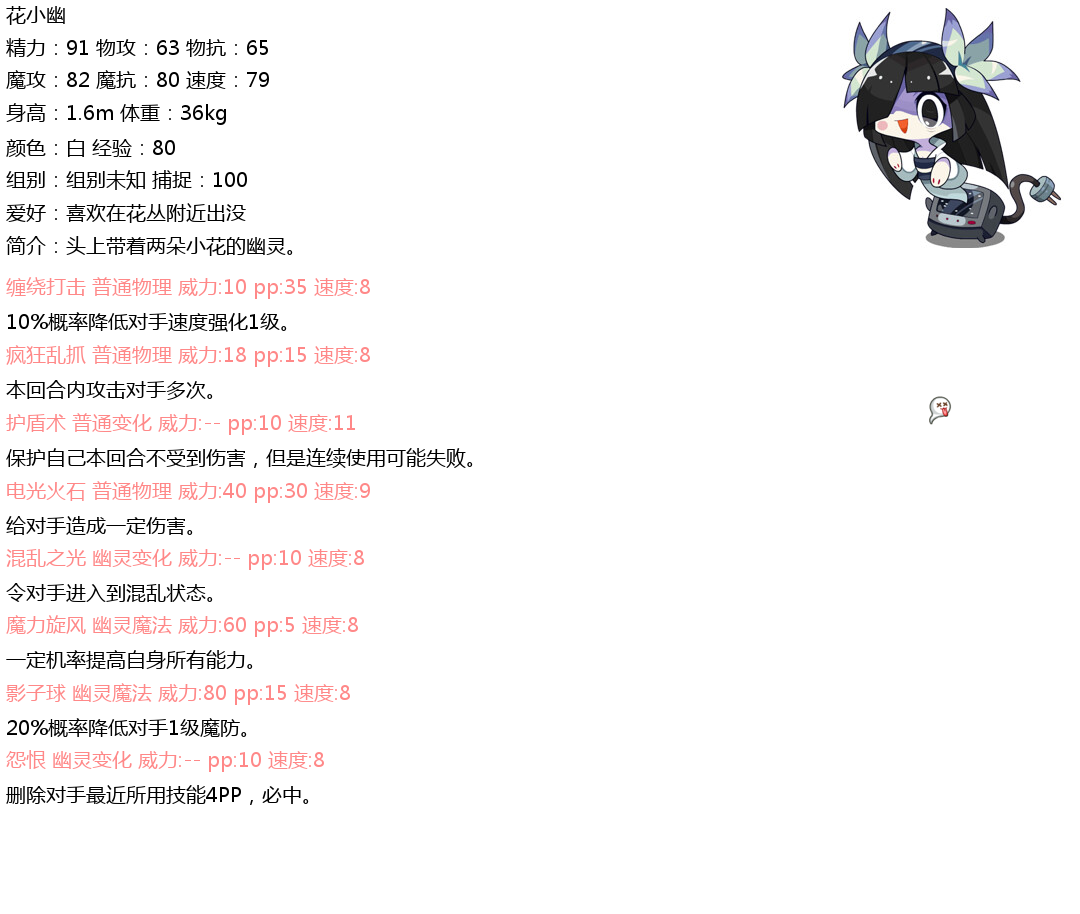 花小幽
精力：91 物攻：63 物抗：65
魔攻：82 魔抗：80 速度：79
身高：1.6m 体重：36kg
颜色：白 经验：80
组别：组别未知 捕捉：100
爱好：喜欢在花丛附近出没
简介：头上带着两朵小花的幽灵。
缠绕打击 普通物理 威力:10 pp:35 速度:8
10%概率降低对手速度强化1级。
疯狂乱抓 普通物理 威力:18 pp:15 速度:8
本回合内攻击对手多次。
护盾术 普通变化 威力:-- pp:10 速度:11
保护自己本回合不受到伤害，但是连续使用可能失败。
电光火石 普通物理 威力:40 pp:30 速度:9
给对手造成一定伤害。
混乱之光 幽灵变化 威力:-- pp:10 速度:8
令对手进入到混乱状态。
魔力旋风 幽灵魔法 威力:60 pp:5 速度:8
一定机率提高自身所有能力。
影子球 幽灵魔法 威力:80 pp:15 速度:8
20%概率降低对手1级魔防。
怨恨 幽灵变化 威力:-- pp:10 速度:8
删除对手最近所用技能4PP，必中。